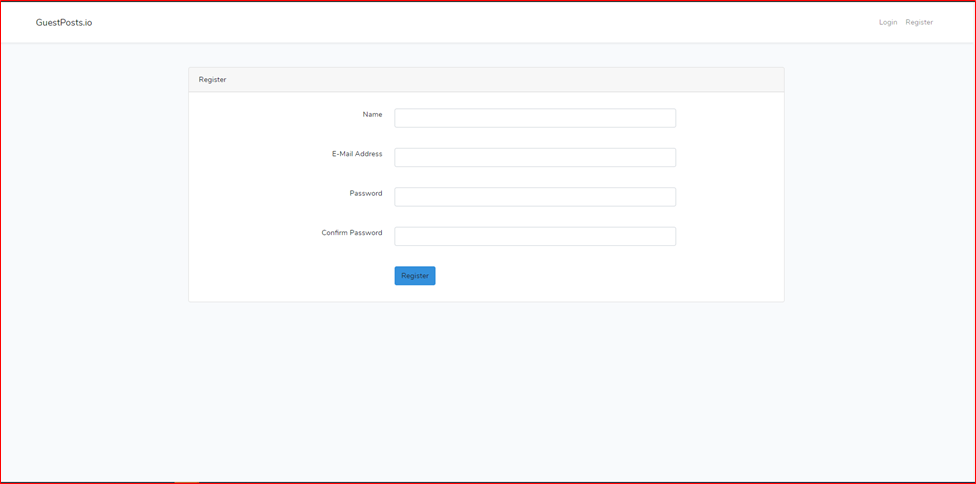 GuestPosts.io
Login Register
Register
Name
E-Mail Address
Password
Confirm Password
Register